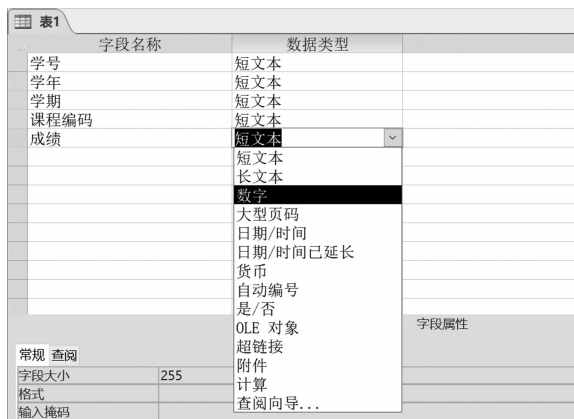 表1
字段名称 数据类型
学号 短文本
学年 短文本
学期 短文本
课程编码 短文本
成绩 短文本
短文本
长文本
数字
大型页码
日期/时间
日期/时间已延长
货币
自动编号
是/否
OLE 对象
超链接
附件
计算
查阅向导...
字段属性
常规 查阅
字段大小 255
格式
输入掩码